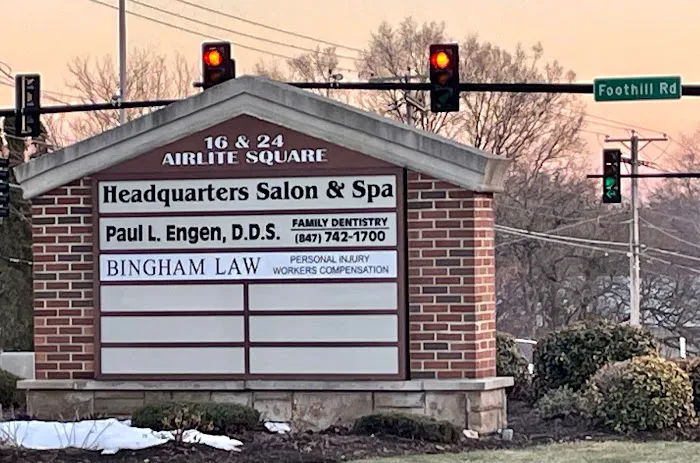 Foothill Rd
16 & 24
AIRLITE SQUARE
Headquarters Salon & Spa
Paul L. Engen, D.D.S.
FAMILY DENTISTRY
(847) 742-1700
BINGHAM LAW
PERSONAL INJURY
WORKERS COMPENSATION